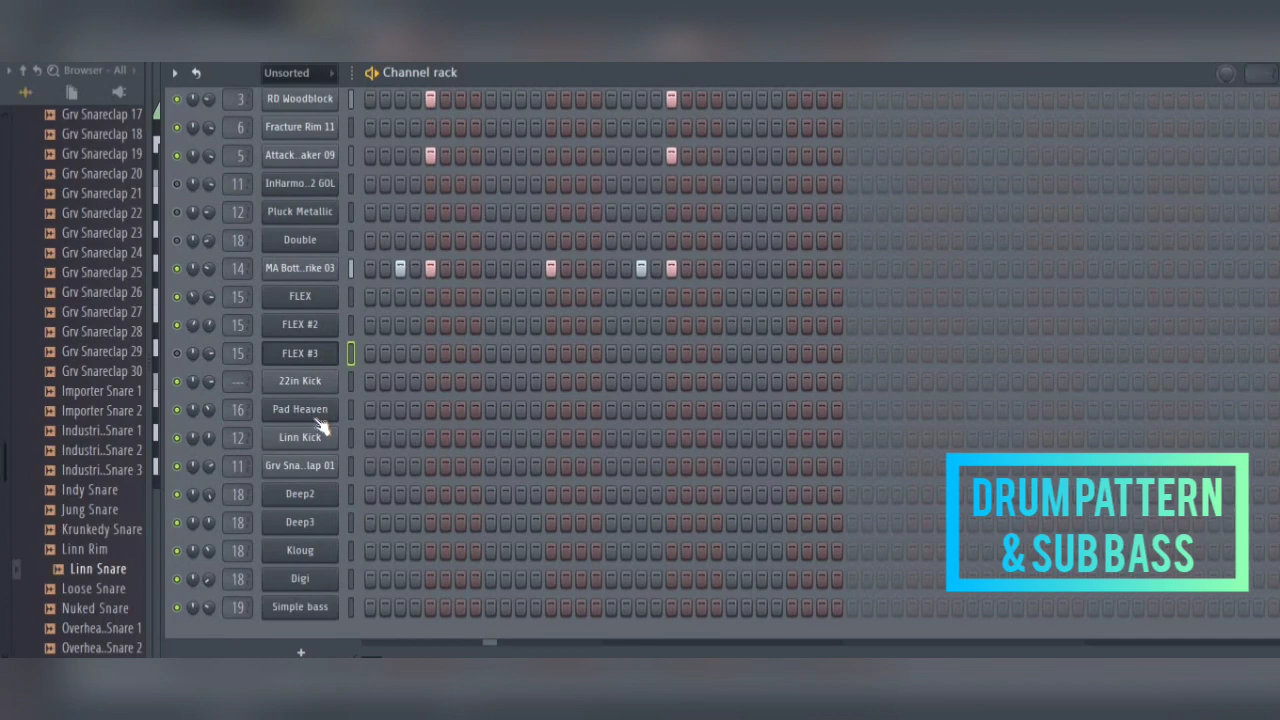 Browser - All
Unsorted
Channel rack
Grv Snareclap 17
Grv Snareclap 18
Grv Snareclap 19
Grv Snareclap 20
Grv Snareclap 21
Grv Snareclap 22
Grv Snareclap 23
Grv Snareclap 24
Grv Snareclap 25
Grv Snareclap 26
Grv Snareclap 27
Grv Snareclap 28
Grv Snareclap 29
Grv Snareclap 30
Importer Snare 1
Importer Snare 2
Industri..Snare 1
Industri..Snare 2
Industri..Snare 3
Indy Snare
Jung Snare
Krunkedy Snare
Linn Rim
Linn Snare
Loose Snare
Nuked Snare
Overhea..Snare 1
Overhea..Snare 2
3 RD Woodblock
6 Fracture Rim 11
5 Attack..aker 09
11 InHarmo..2 GOL
12 Pluck Metallic
18 Double
14 MA Bott..rike 03
15 FLEX
15 FLEX #2
15 FLEX #3
--- 22in Kick
16 Pad Heaven
12 Linn Kick
11 Grv Sna..lap 01
18 Deep2
18 Deep3
18 Kloug
18 Digi
19 Simple bass
+
DRUM PATTERN
& SUB BASS